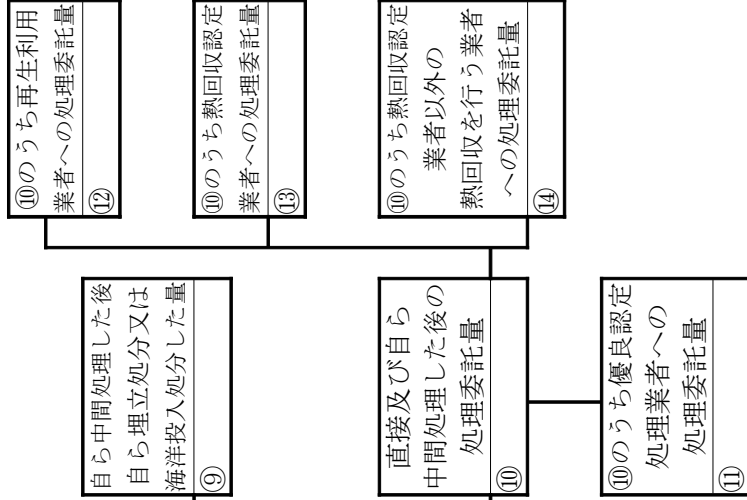 ⑩のうち再生利用
業者への処理委託量
⑫
⑩のうち熱回収認定
業者への処理委託量
⑬
⑩のうち熱回収認定
業者以外の
熱回収を行う業者
への処理委託量
⑭
自ら中間処理した後
自ら埋立処分又は
海洋投入処分した量
⑨
直接及び自ら
中間処理した後の
処理委託量
⑩
⑩のうち優良認定
処理業者への
処理委託量
⑪